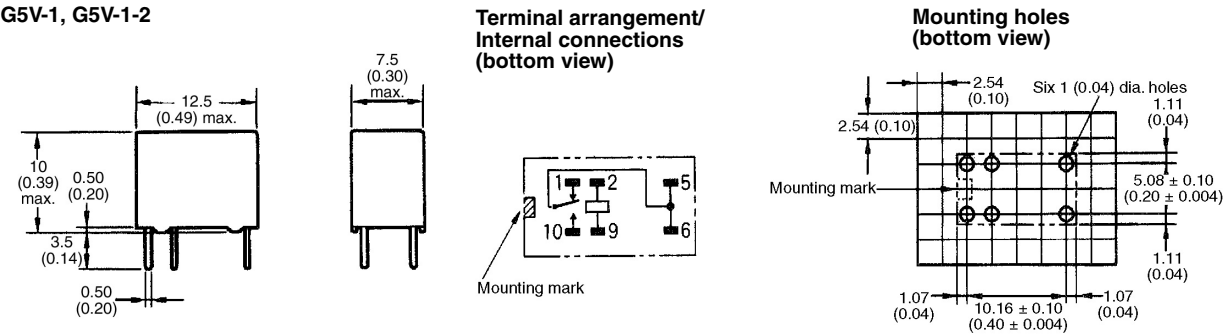 G5V-1, G5V-1-2
12.5
(0.49) max.
10
(0.39)
max.
0.50
(0.20)
3.5
(0.14)
0.50
(0.20)
7.5
(0.30)
max.
Terminal arrangement/
Internal connections
(bottom view)
1
2
5
10
9
6
Mounting mark
Mounting holes
(bottom view)
2.54
(0.10)
Six 1 (0.04) dia. holes
1.11
(0.04)
2.54 (0.10)
Mounting mark
5.08 ± 0.10
(0.20 ± 0.004)
1.11
(0.04)
1.07
(0.04)
10.16 ± 0.10
(0.40 ± 0.004)
1.07
(0.04)